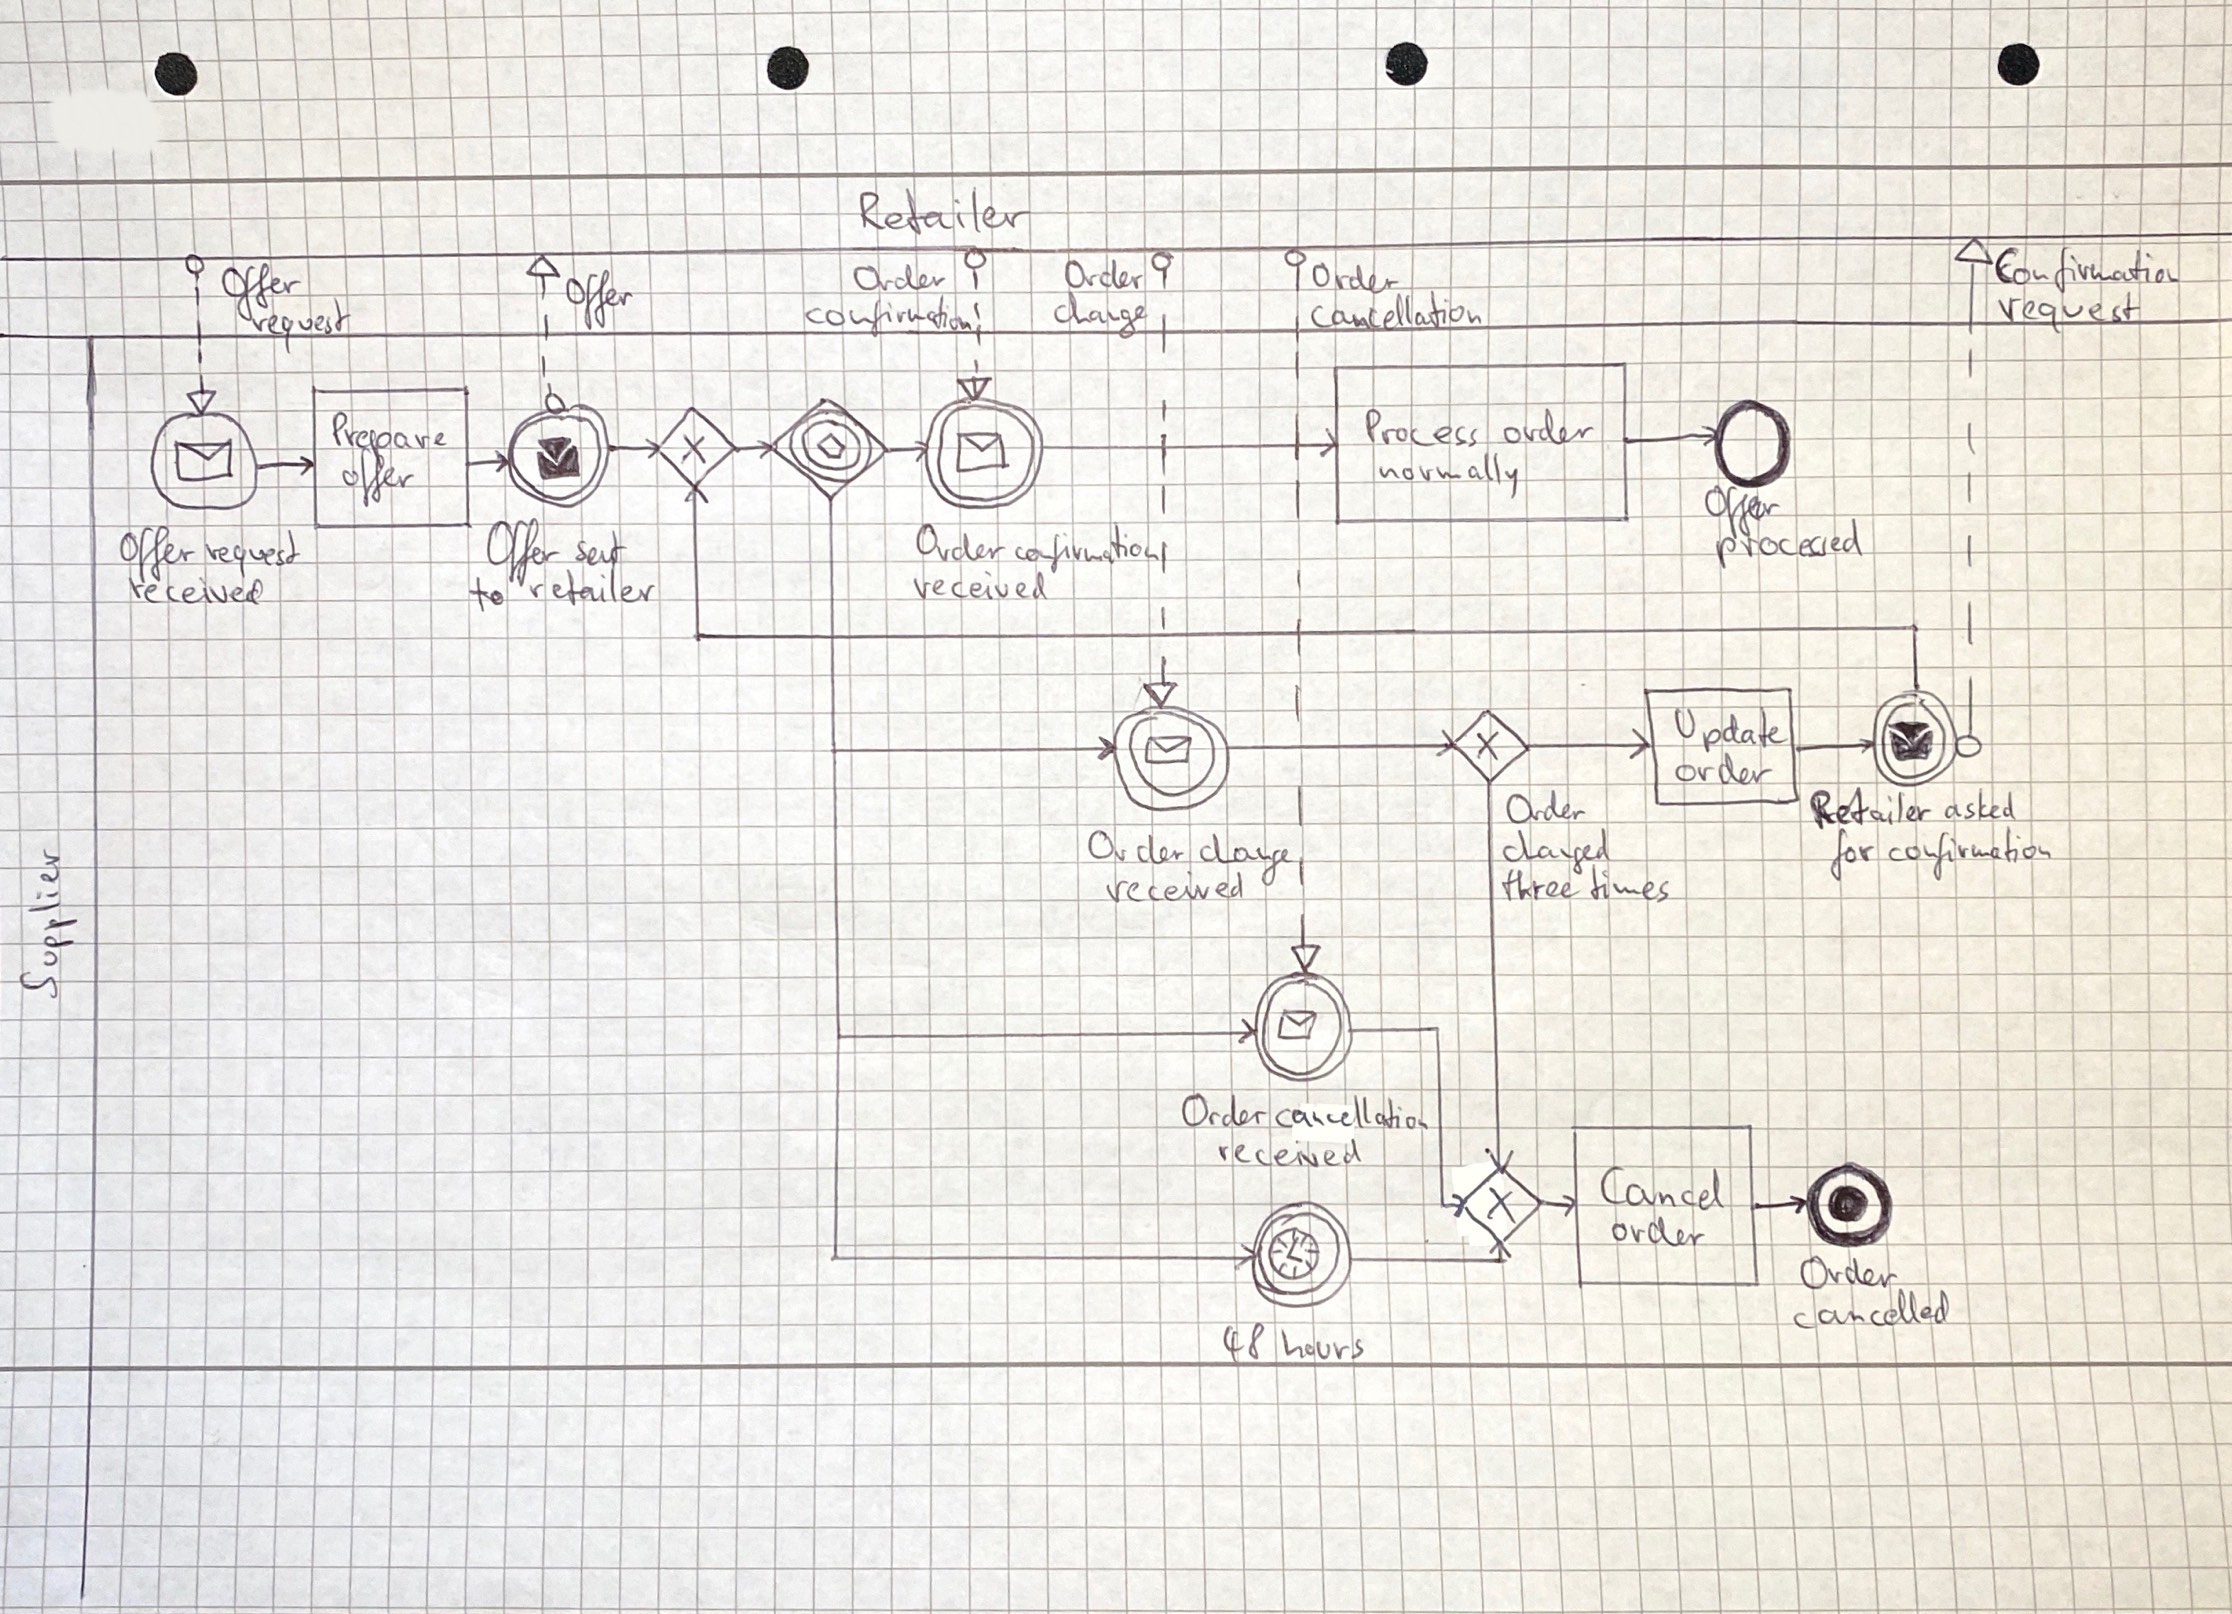 Retailer
Offer
request
Offer
Order
confirmation
Order
change
Order
cancellation
Confirmation
request
Prepare
offer
Process order
normally
Offer request
received
Offer sent
to retailer
Order confirmation
received
Offer
processed
Update
order
Order change
received
Order
changed
three times
Retailer asked
for confirmation
Supplier
Order cancellation
received
Cancel
order
Order
cancelled
48 hours